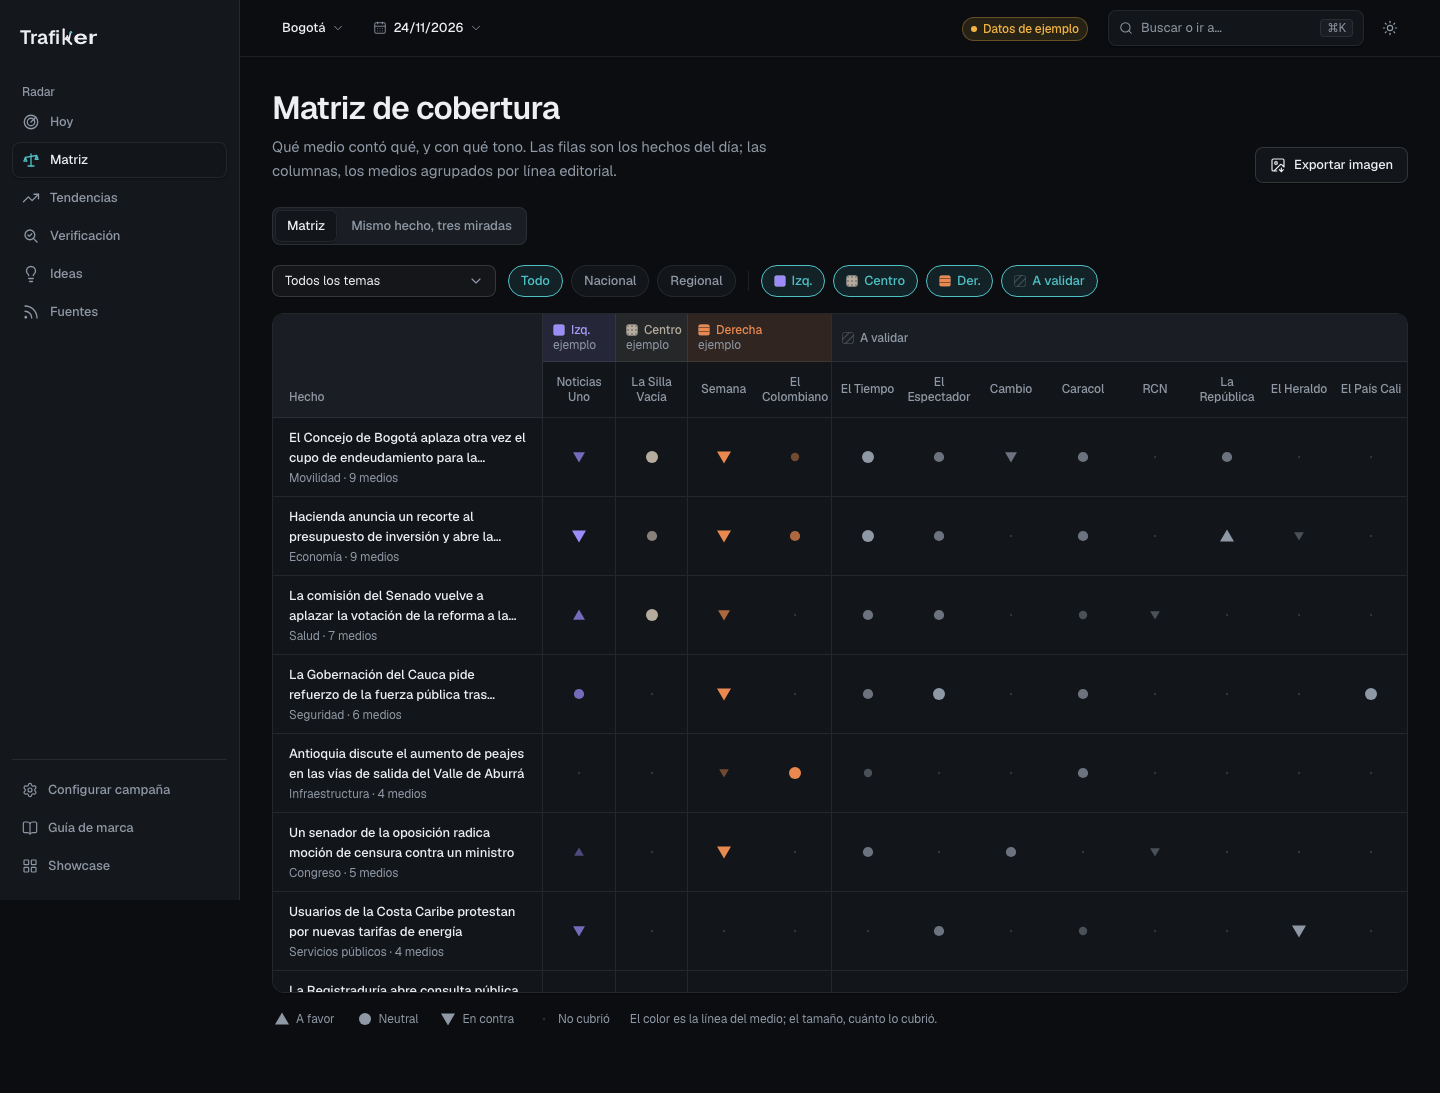 Trafiker
Bogotá
24/11/2026
Datos de ejemplo
Buscar o ir a...
⌘K
Radar
Hoy
Matriz
Tendencias
Verificación
Ideas
Fuentes
Configurar campaña
Guía de marca
Showcase
Matriz de cobertura
Qué medio contó qué, y con qué tono. Las filas son los hechos del día; las
columnas, los medios agrupados por línea editorial.
Exportar imagen
Matriz
Mismo hecho, tres miradas
Todos los temas
Todo
Nacional
Regional
Izq.
Centro
Der.
A validar
Izq.
ejemplo
Centro
ejemplo
Derecha
ejemplo
A validar
Hecho
Noticias
Uno
La Silla
Vacía
Semana
El
Colombiano
El Tiempo
El
Espectador
Cambio
Caracol
RCN
La
República
El Heraldo
El País Cali
El Concejo de Bogotá aplaza otra vez el
cupo de endeudamiento para la...
Movilidad · 9 medios
Hacienda anuncia un recorte al
presupuesto de inversión y abre la...
Economía · 9 medios
La comisión del Senado vuelve a
aplazar la votación de la reforma a la...
Salud · 7 medios
La Gobernación del Cauca pide
refuerzo de la fuerza pública tras...
Seguridad · 6 medios
Antioquia discute el aumento de peajes
en las vías de salida del Valle de Aburrá
Infraestructura · 4 medios
Un senador de la oposición radica
moción de censura contra un ministro
Congreso · 5 medios
Usuarios de la Costa Caribe protestan
por nuevas tarifas de energía
Servicios públicos · 4 medios
La Registraduría abre consulta pública
A favor
Neutral
En contra
No cubrió
El color es la línea del medio; el tamaño, cuánto lo cubrió.